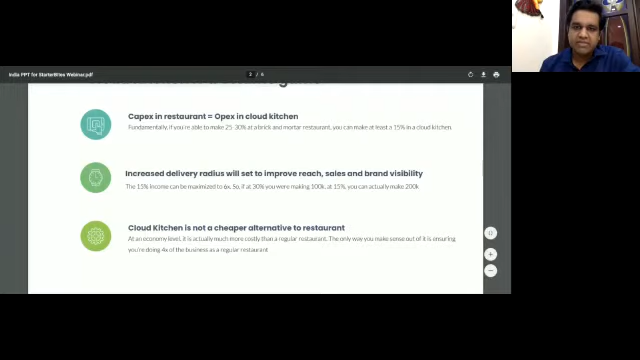 India PPT for StarterBites Webinar.pdf
2 / 6
Capex in restaurant = Opex in cloud kitchen
Fundamentally, if you're able to make 25-30% at a brick and mortar restaurant, you can make at least a 15% in a cloud kitchen.
Increased delivery radius will set to improve reach, sales and brand visibility
The 15% income can be maximized to 6x. So, if at 30% you were making 100k, at 15%, you can actually make 200k
Cloud Kitchen is not a cheaper alternative to restaurant
At an economy level, it is actually much more costly than a regular restaurant. The only way you make sense out of it is ensuring
you're doing 4x of the business as a regular restaurant